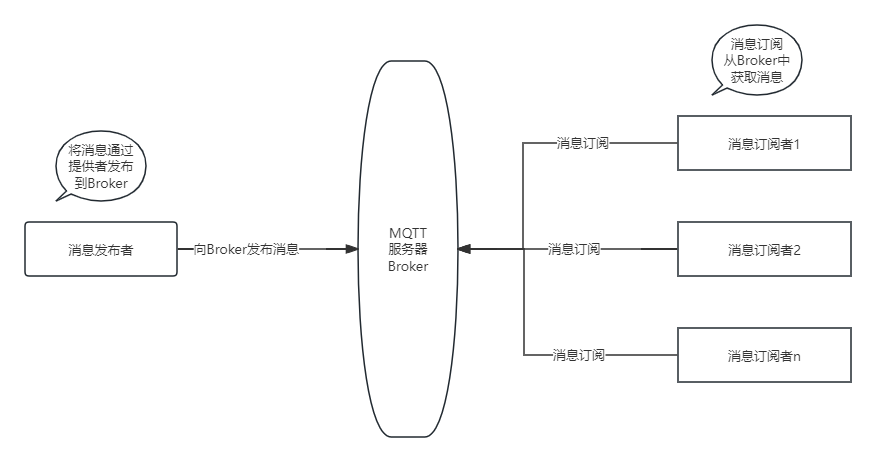 消息订阅
从Broker中
获取消息
将消息通过
提供者发布
到Broker
消息订阅
消息订阅者1
消息发布者
向Broker发布消息
MQTT
服务器
Broker
消息订阅
消息订阅者2
消息订阅
消息订阅者n